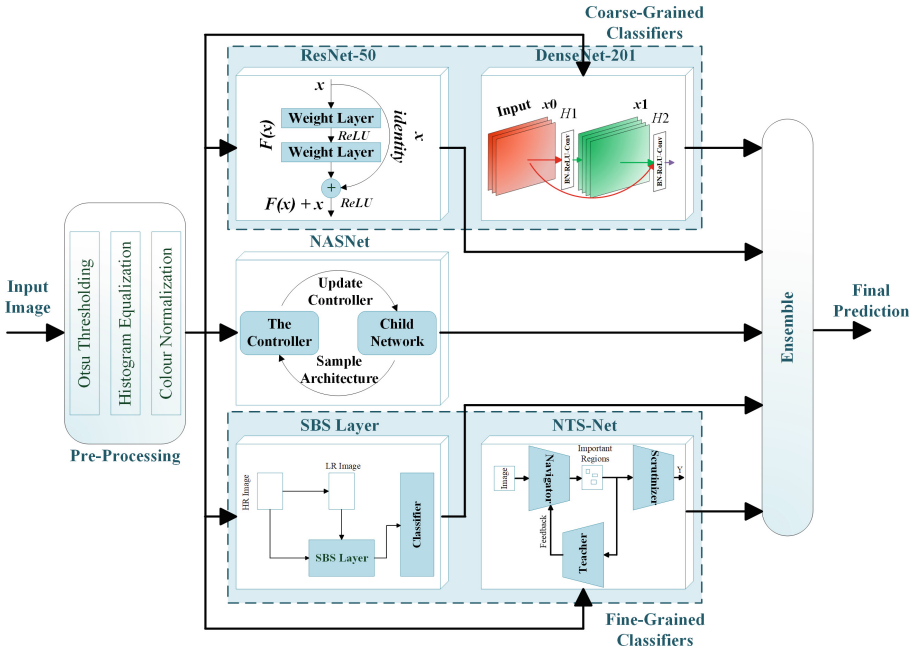 Coarse-Grained
Classifiers
ResNet-50
x
Weight Layer
ReLU
F(x)
Weight Layer
x
identity
+
F(x) + x
ReLU
DenseNet-201
Input
x0
H1
x1
H2
BN-ReLU-Conv
BN-ReLU-Conv
Input
Image
Otsu Thresholding
Histogram Equalization
Colour Normalization
Pre-Processing
NASNet
Update
Controller
The
Controller
Child
Network
Sample
Architecture
Ensemble
Final
Prediction
SBS Layer
HR Image
LR Image
SBS Layer
Classifier
NTS-Net
Image
Navigator
Important
Regions
Scrutinizer
Y
Feedback
Teacher
Fine-Grained
Classifiers